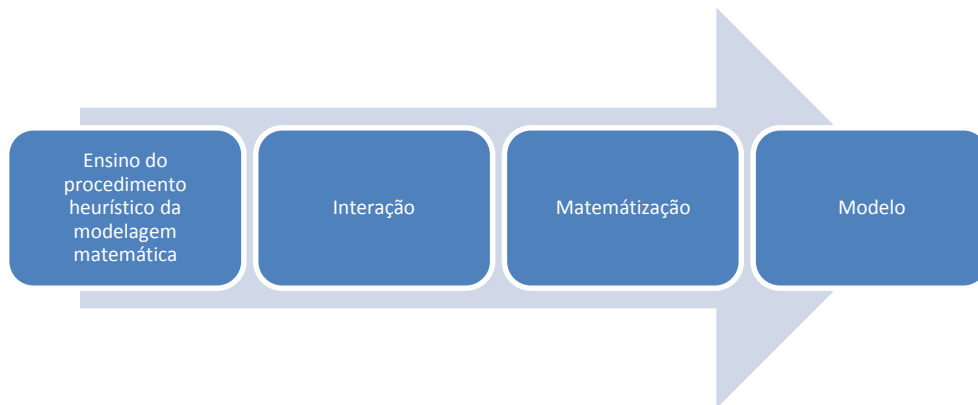 Ensino do
procedimento
heurístico da
modelagem
matemática
Interação
Matemátização
Modelo